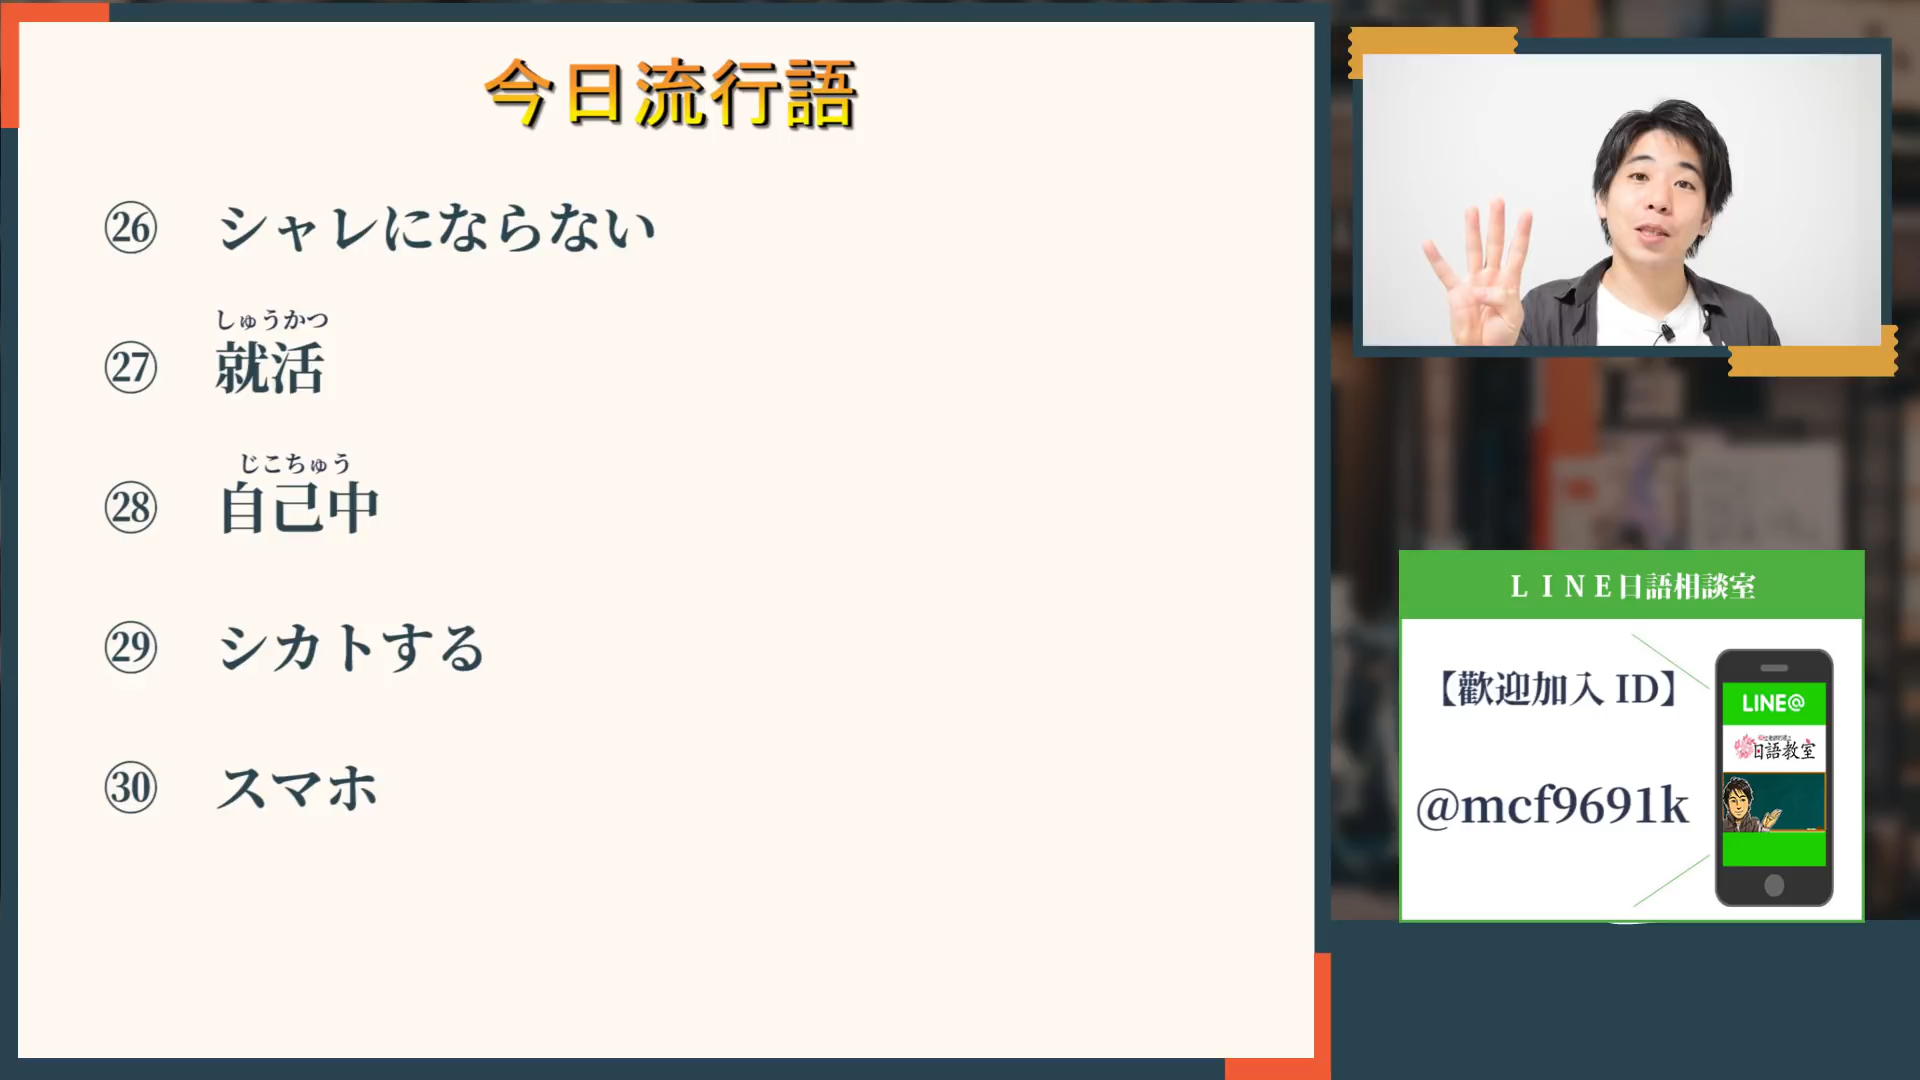 今日流行語
㉖ シャレにならない
しゅうかつ
㉗ 就活
じこちゅう
㉘ 自己中
㉙ シカトする
㉚ スマホ
ＬＩＮＥ日語相談室
【歡迎加入 ID】
@mcf9691k
LINE@
日語教室